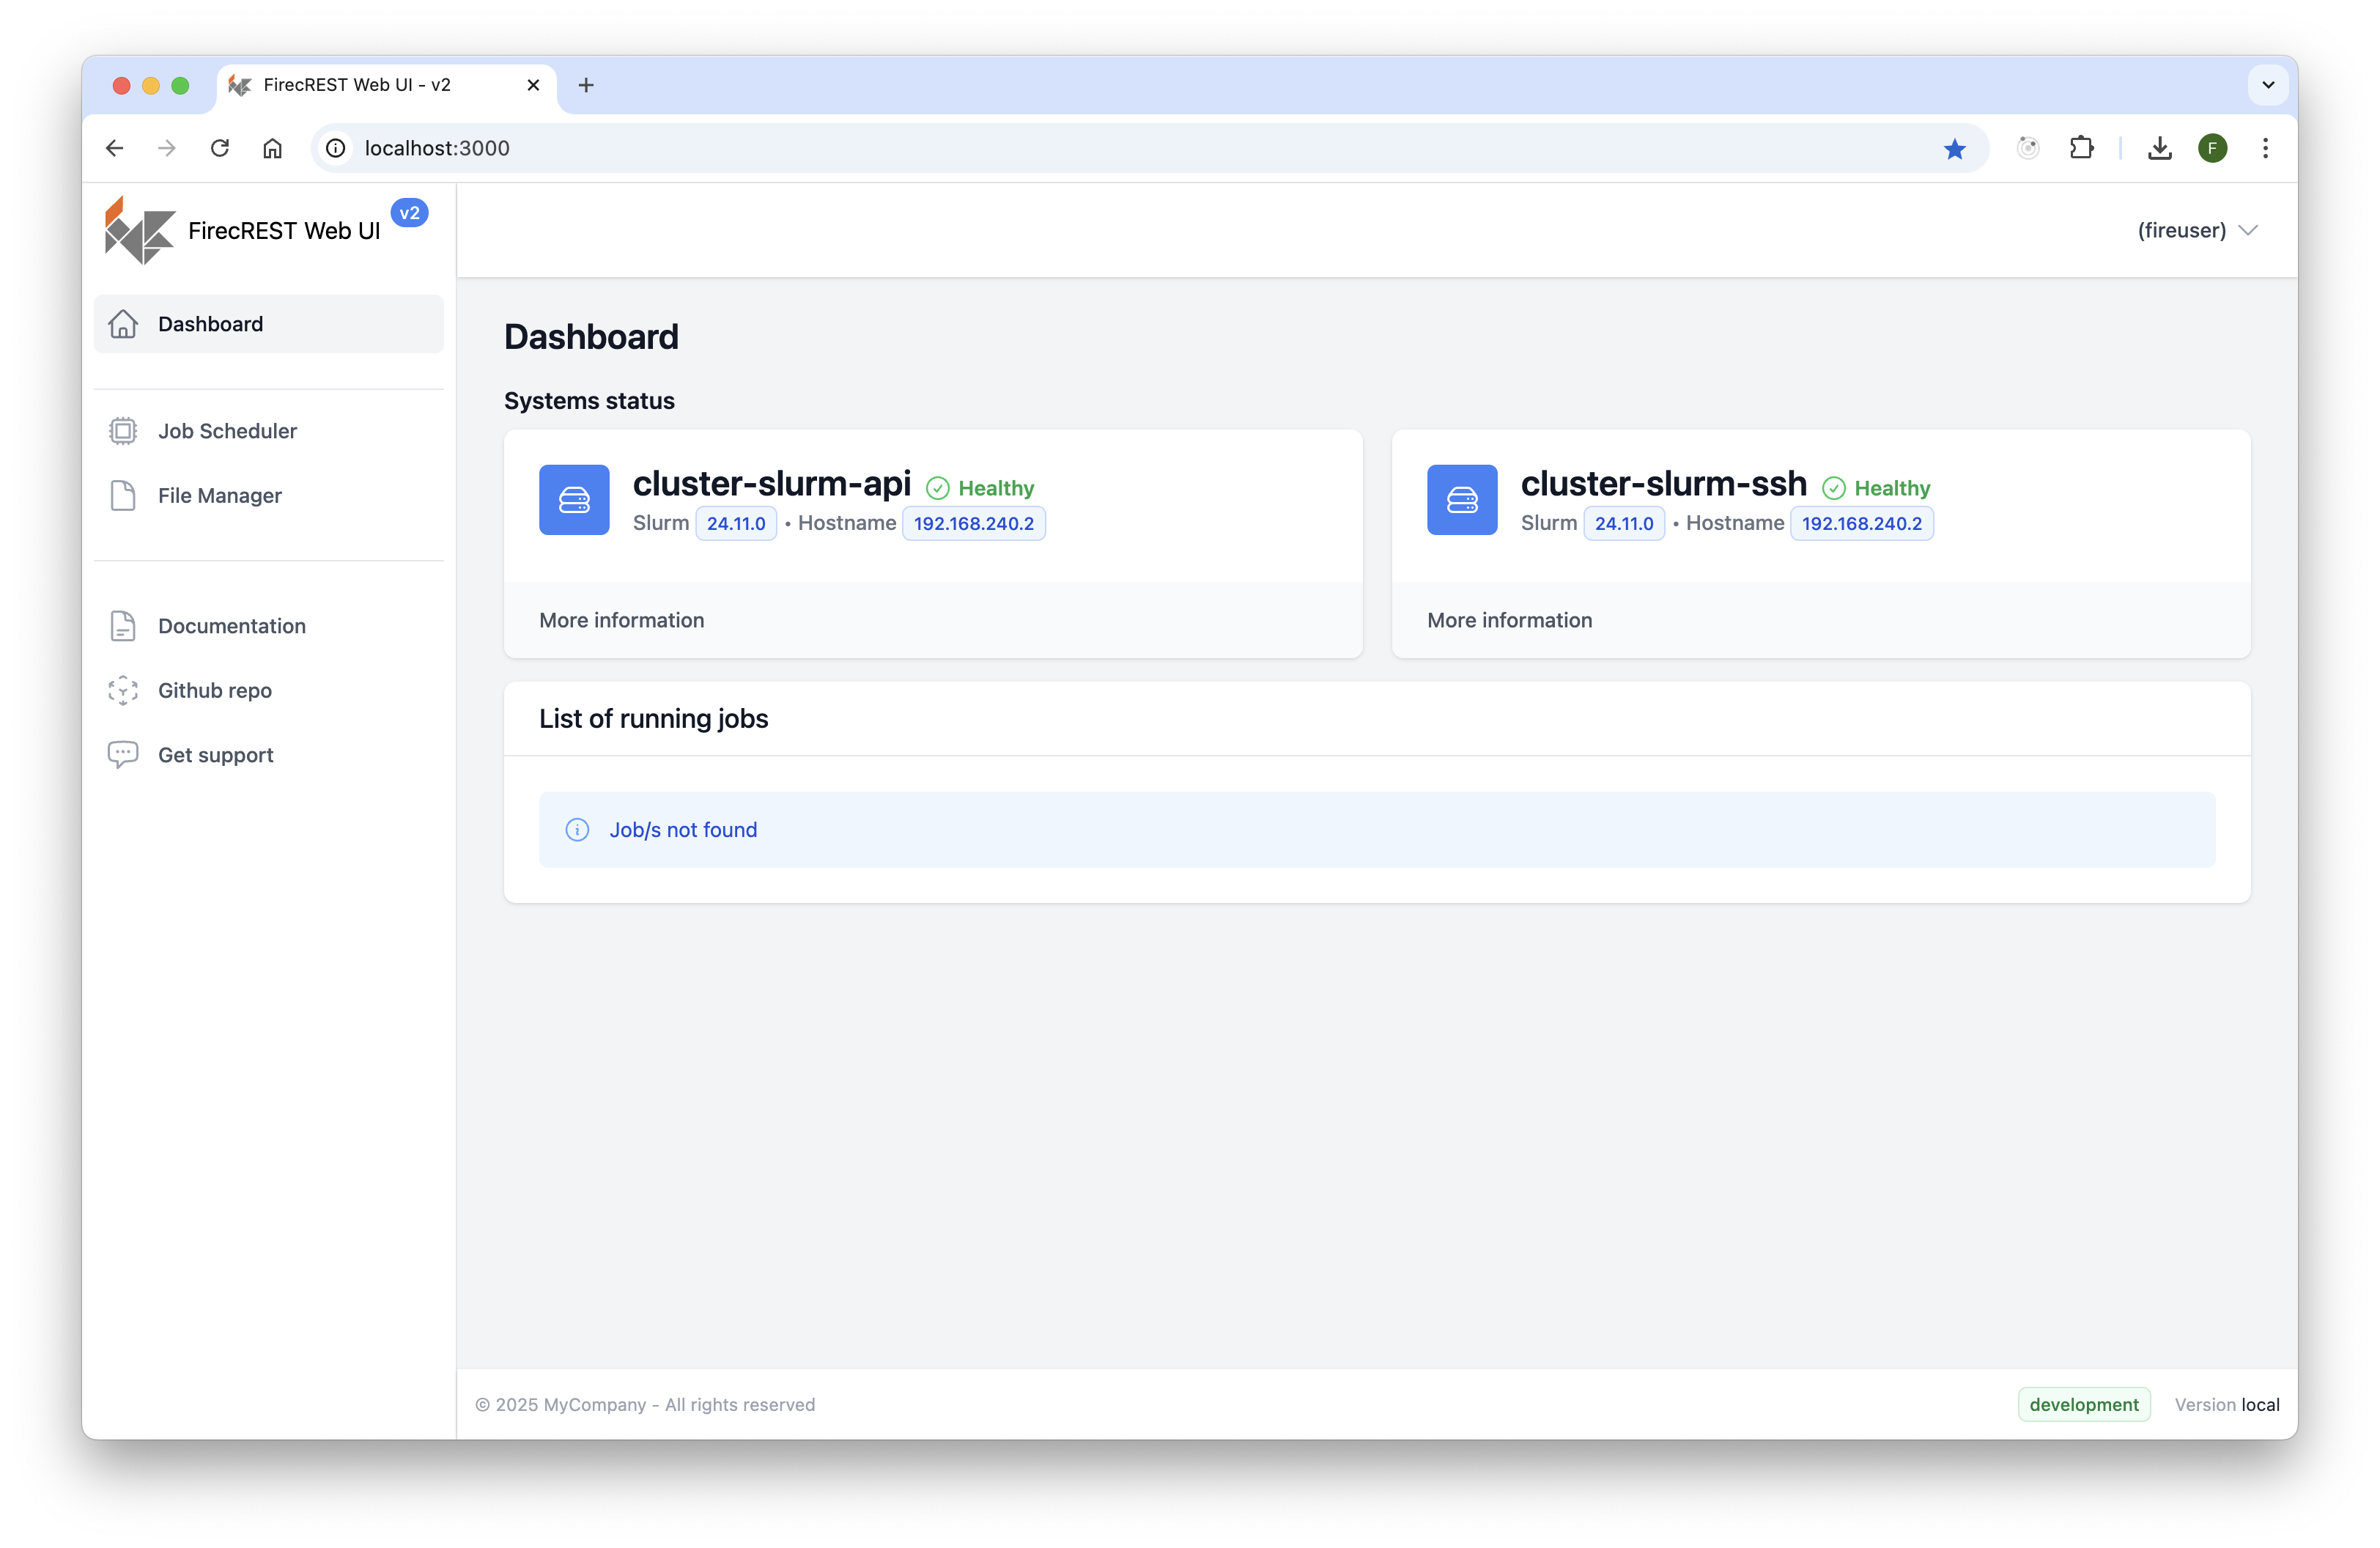 FirecREST Web UI - v2
localhost:3000
F
FirecREST Web UI v2
(fireuser)
Dashboard
Job Scheduler
File Manager
Documentation
Github repo
Get support
Dashboard
Systems status
cluster-slurm-api Healthy
Slurm 24.11.0 • Hostname 192.168.240.2
More information
cluster-slurm-ssh Healthy
Slurm 24.11.0 • Hostname 192.168.240.2
More information
List of running jobs
Job/s not found
© 2025 MyCompany - All rights reserved
development Version local